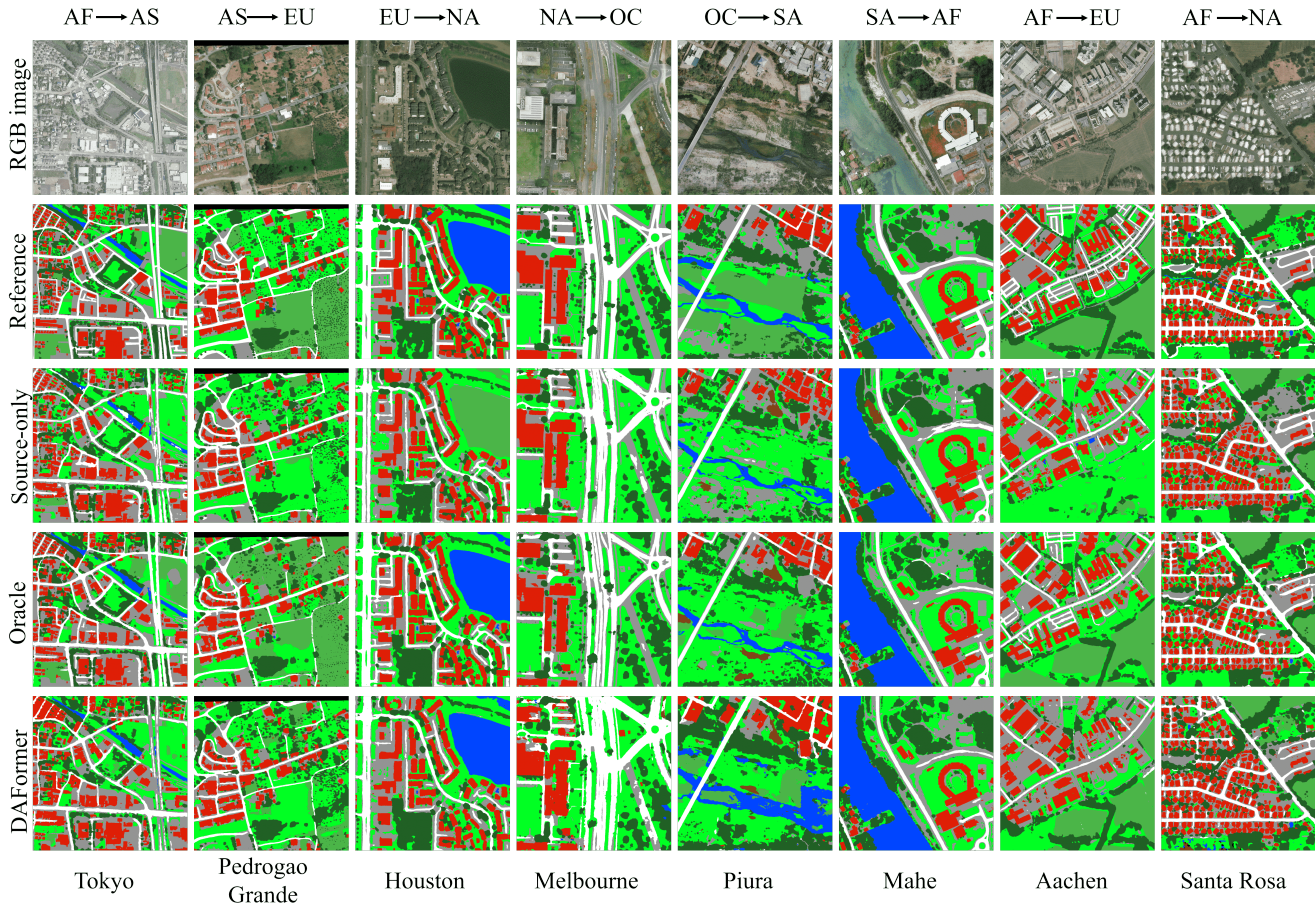 AF → AS
AS → EU
EU → NA
NA → OC
OC → SA
SA → AF
AF → EU
AF → NA
RGB image
Reference
Source-only
Oracle
DAFormer
Tokyo
Pedrogao
Grande
Houston
Melbourne
Piura
Mahe
Aachen
Santa Rosa